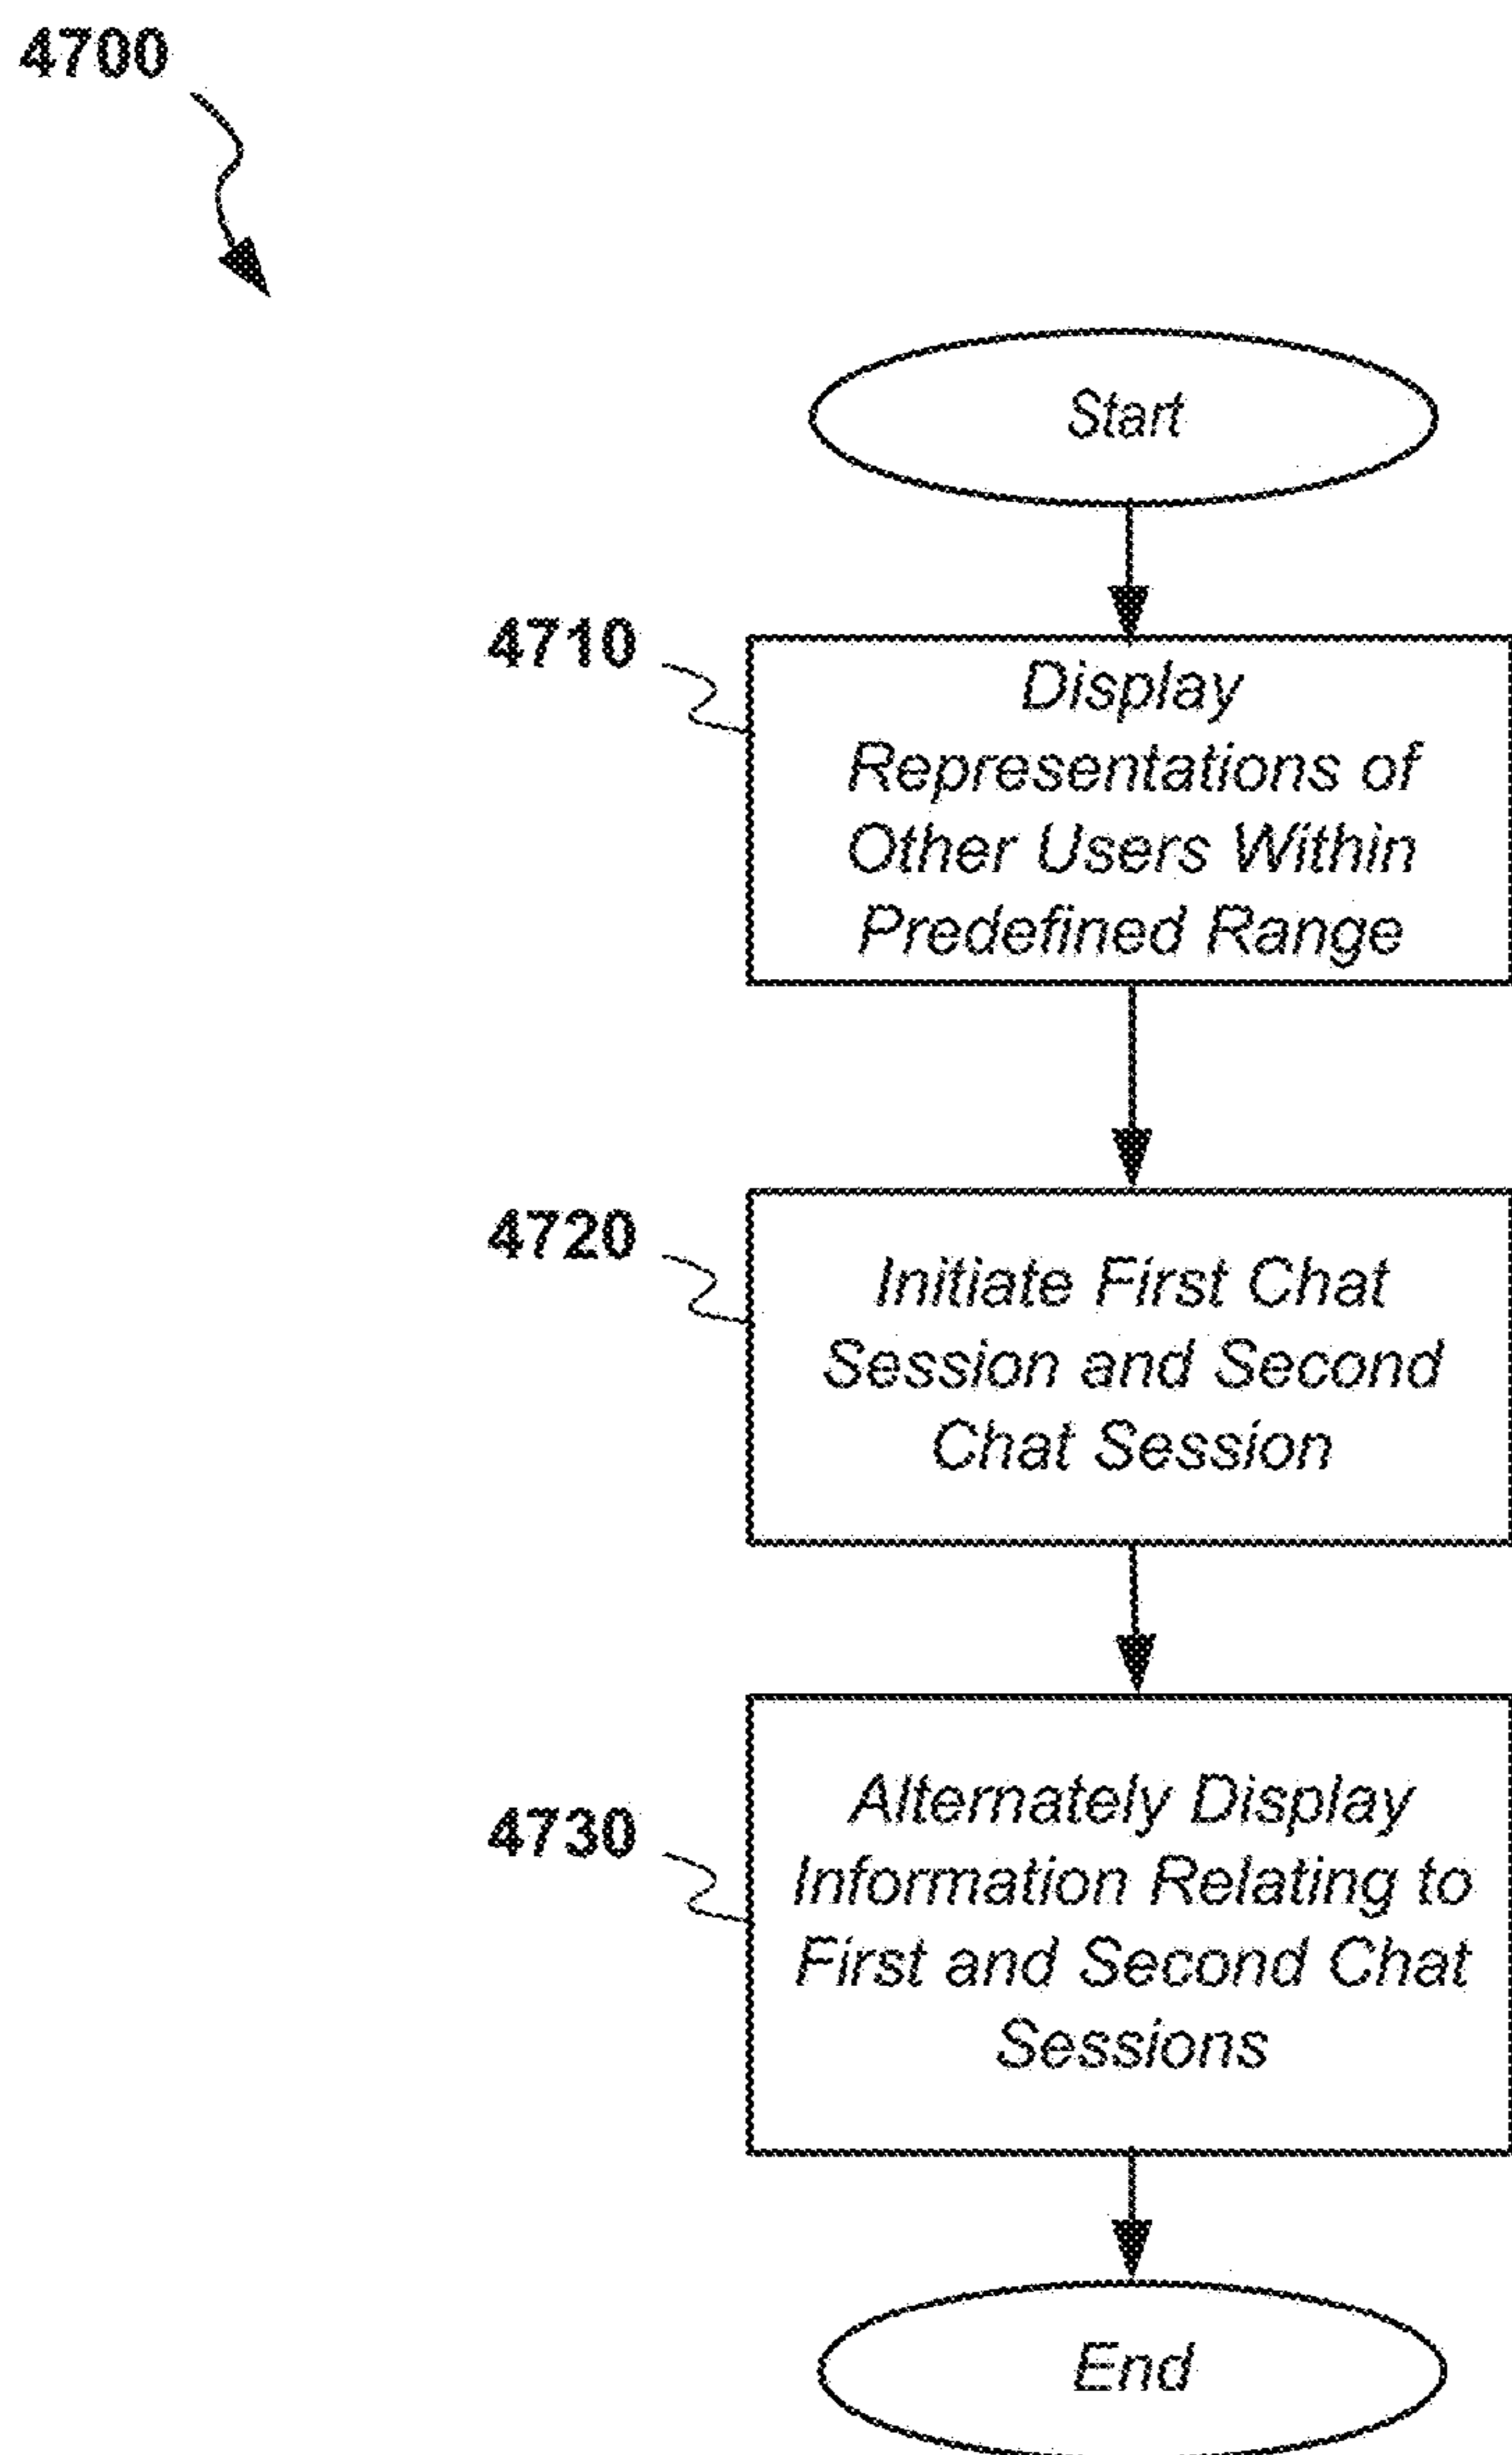 4700
Start
4710
Display
Representations of
Other Users Within
Predefined Range
4720
Initiate First Chat
Session and Second
Chat Session
4730
Alternately Display
Information Relating to
First and Second Chat
Sessions
End